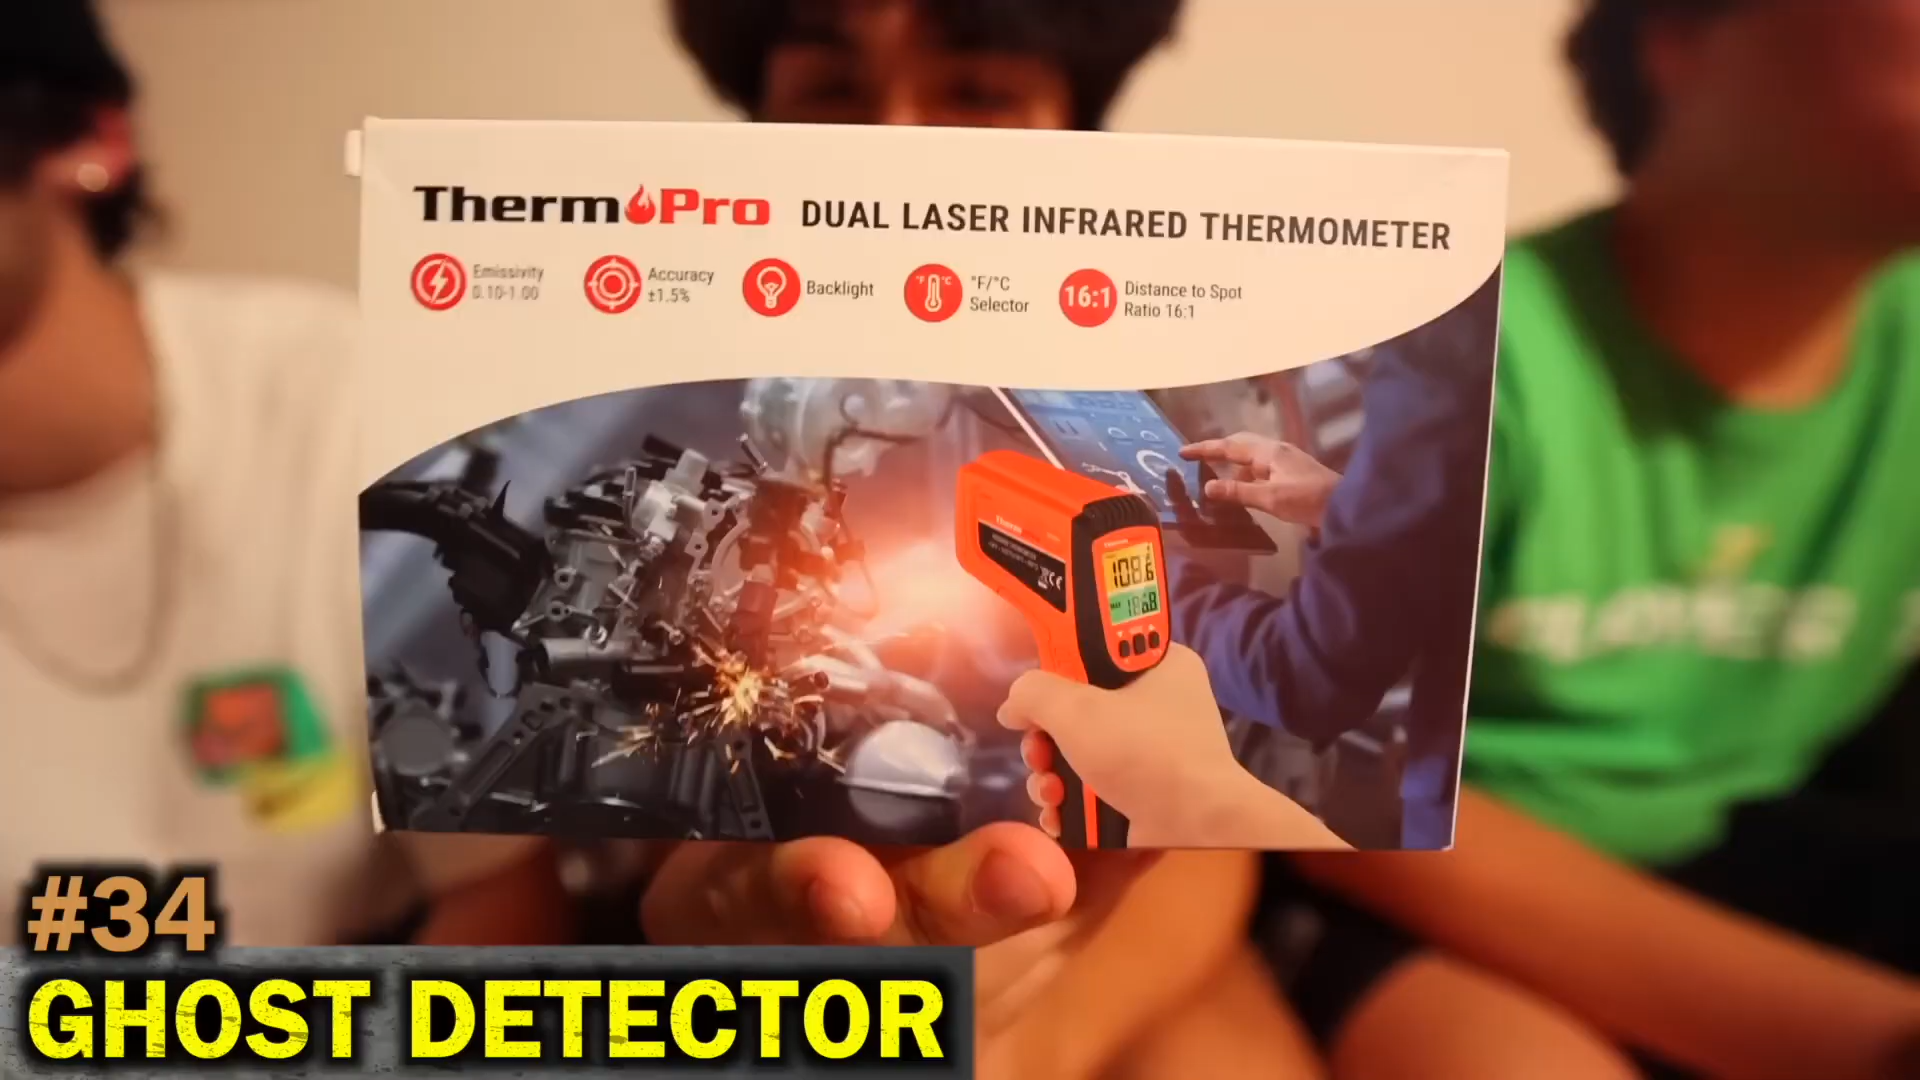 ThermoPro DUAL LASER INFRARED THERMOMETER
Emissivity
0.10-1.00
Accuracy
±1.5%
Backlight
°F °C
°F/°C
Selector
16:1
Distance to Spot
Ratio 16:1
108.6
MAX
#34
GHOST DETECTOR